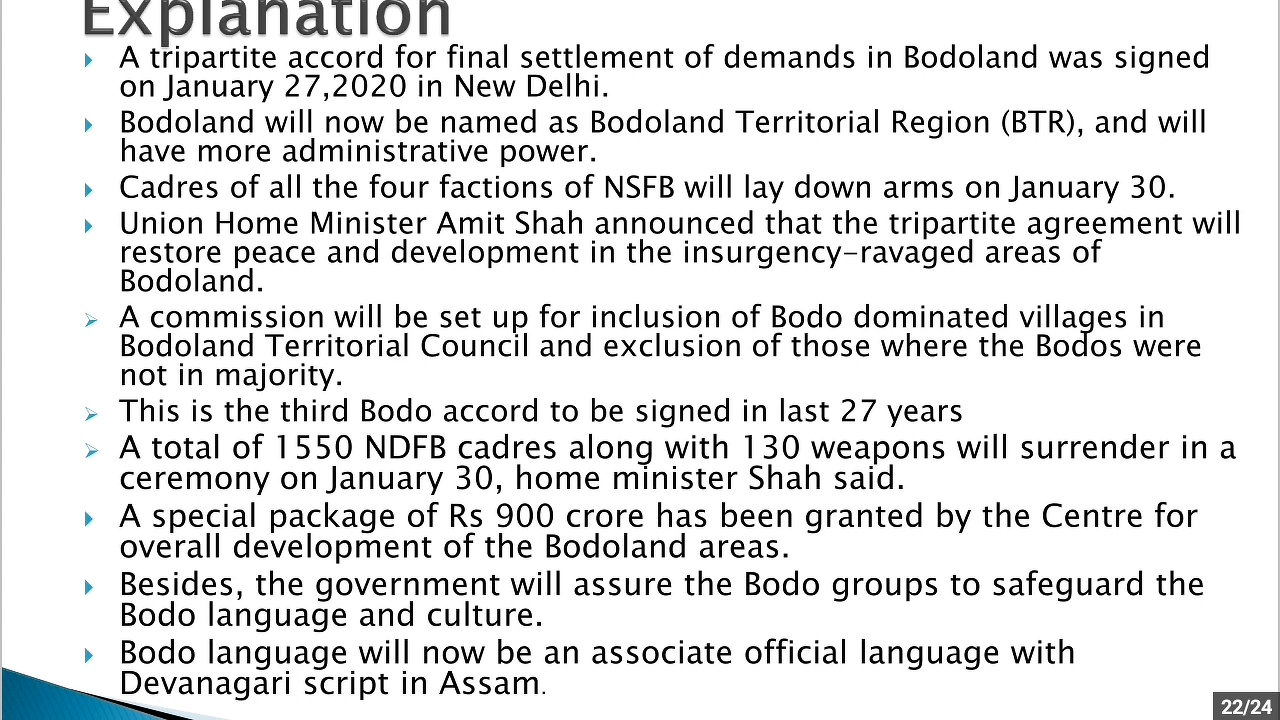 Explanation
A tripartite accord for final settlement of demands in Bodoland was signed
on January 27,2020 in New Delhi.
Bodoland will now be named as Bodoland Territorial Region (BTR), and will
have more administrative power.
Cadres of all the four factions of NSFB will lay down arms on January 30.
Union Home Minister Amit Shah announced that the tripartite agreement will
restore peace and development in the insurgency-ravaged areas of
Bodoland.
A commission will be set up for inclusion of Bodo dominated villages in
Bodoland Territorial Council and exclusion of those where the Bodos were
not in majority.
This is the third Bodo accord to be signed in last 27 years
A total of 1550 NDFB cadres along with 130 weapons will surrender in a
ceremony on January 30, home minister Shah said.
A special package of Rs 900 crore has been granted by the Centre for
overall development of the Bodoland areas.
Besides, the government will assure the Bodo groups to safeguard the
Bodo language and culture.
Bodo language will now be an associate official language with
Devanagari script in Assam.
22/24